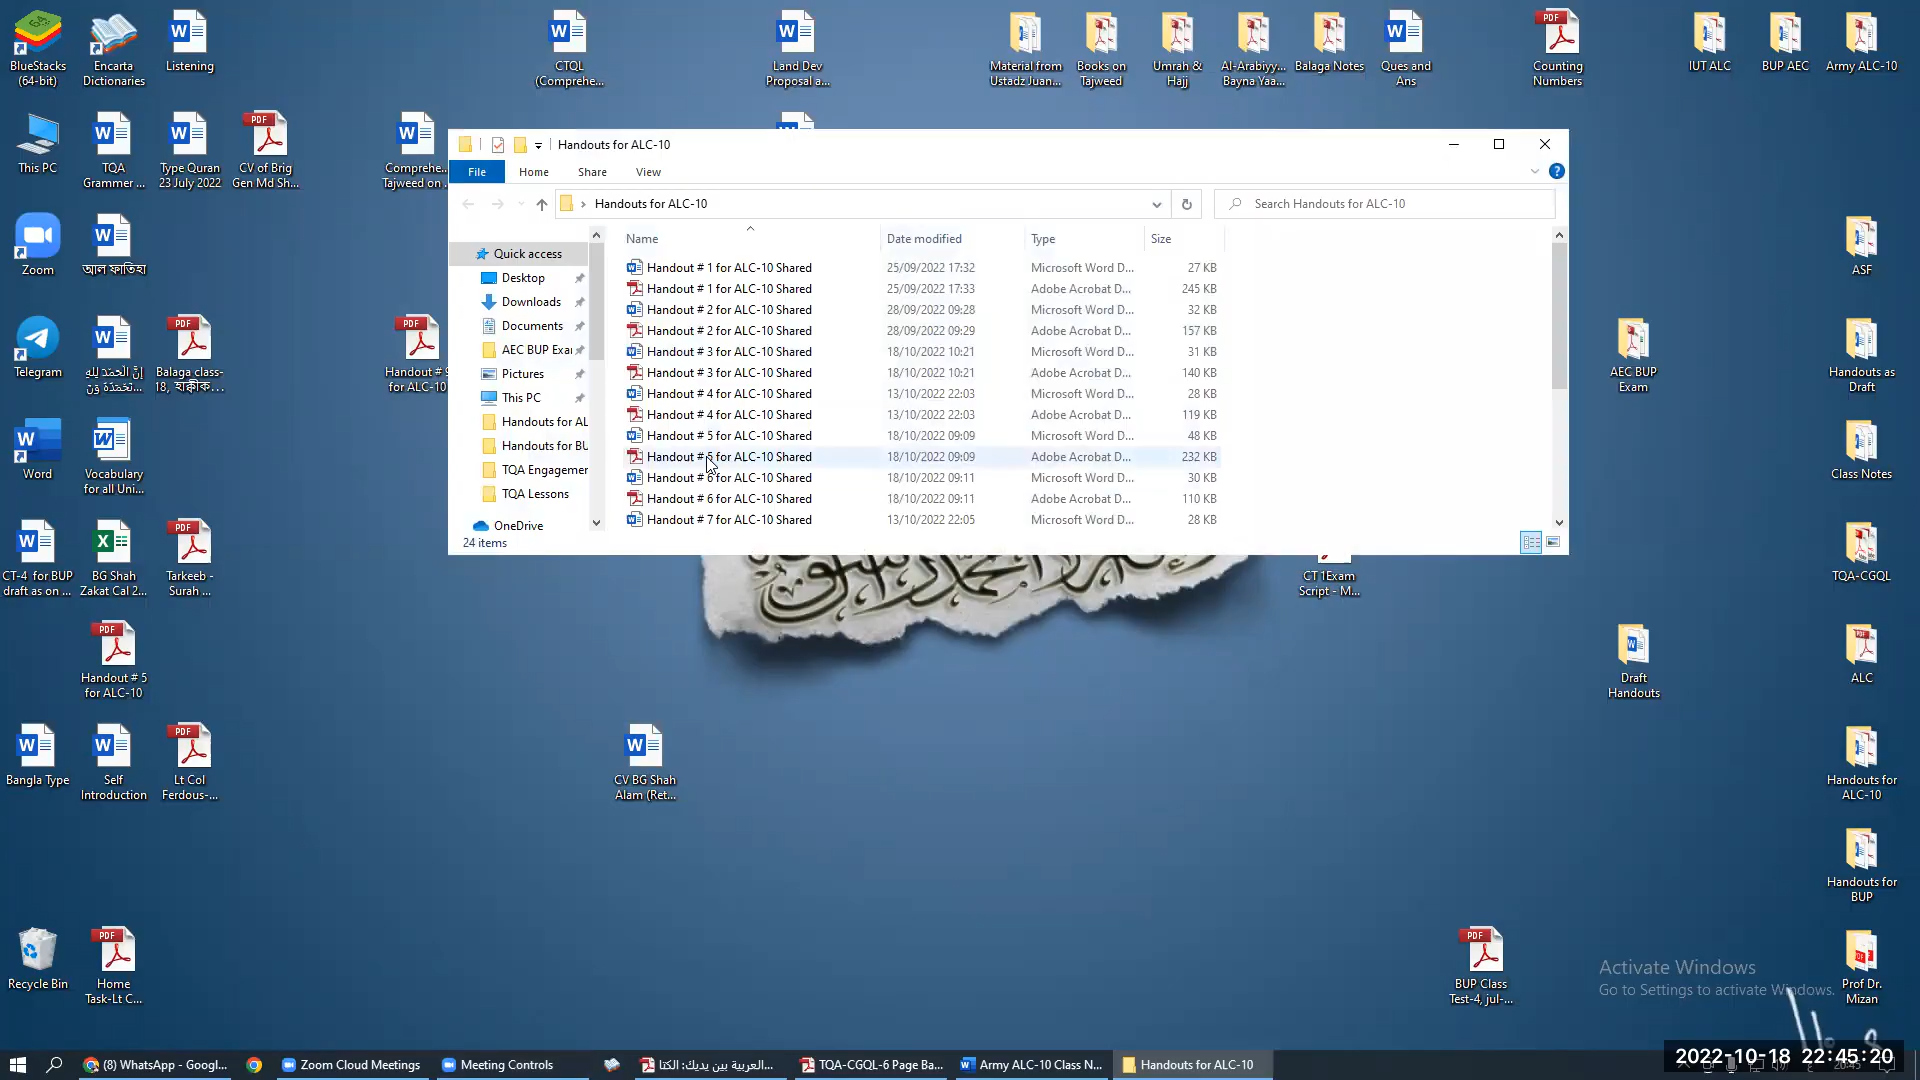 BlueStacks
(64-bit)
Encarta
Dictionaries
Listening
CTQL
(Comprehe...
Land Dev
Proposal a...
Material from
Ustadz Juan...
Books on
Tajweed
Umrah &
Hajj
Al-Arabiyy...
Bayna Yaa...
Balaga Notes
Ques and
Ans
Counting
Numbers
IUT ALC
BUP AEC
Army ALC-10
This PC
TQA
Grammer ...
Type Quran
23 July 2022
CV of Brig
Gen Md Sh...
Comprehe...
Tajweed on ...
Handouts for ALC-10
File
Home
Share
View
Handouts for ALC-10
Search Handouts for ALC-10
Quick access
Desktop
Downloads
Documents
AEC BUP Exa
Pictures
This PC
Handouts for AL
Handouts for BU
TQA Engagemer
TQA Lessons
OneDrive
Name Date modified Type Size
Handout # 1 for ALC-10 Shared 25/09/2022 17:32 Microsoft Word D... 27 KB
Handout # 1 for ALC-10 Shared 25/09/2022 17:33 Adobe Acrobat D... 245 KB
Handout # 2 for ALC-10 Shared 28/09/2022 09:28 Microsoft Word D... 32 KB
Handout # 2 for ALC-10 Shared 28/09/2022 09:29 Adobe Acrobat D... 157 KB
Handout # 3 for ALC-10 Shared 18/10/2022 10:21 Microsoft Word D... 31 KB
Handout # 3 for ALC-10 Shared 18/10/2022 10:21 Adobe Acrobat D... 140 KB
Handout # 4 for ALC-10 Shared 13/10/2022 22:03 Microsoft Word D... 28 KB
Handout # 4 for ALC-10 Shared 13/10/2022 22:03 Adobe Acrobat D... 119 KB
Handout # 5 for ALC-10 Shared 18/10/2022 09:09 Microsoft Word D... 48 KB
Handout # 5 for ALC-10 Shared 18/10/2022 09:09 Adobe Acrobat D... 232 KB
Handout # 6 for ALC-10 Shared 18/10/2022 09:11 Microsoft Word D... 30 KB
Handout # 6 for ALC-10 Shared 18/10/2022 09:11 Adobe Acrobat D... 110 KB
Handout # 7 for ALC-10 Shared 13/10/2022 22:05 Microsoft Word D... 28 KB
24 items
Zoom
আল ফাতিহা
ASF
Telegram
إِنَّ الْحَمْدَ لِلَّهِ
Balaga class-
18, হাক্বীক...
Handout # 9
for ALC-10
AEC BUP
Exam
Handouts as
Draft
Word
Vocabulary
for all Uni...
Class Notes
CT-4 for BUP
draft as on ...
BG Shah
Zakat Cal 2...
Tarkeeb -
Surah ...
CT 1Exam
Script - M...
TQA-CGQL
Handout # 5
for ALC-10
Draft
Handouts
ALC
Bangla Type
Self
Introduction
Lt Col
Ferdous-...
CV BG Shah
Alam (Ret...
Handouts for
ALC-10
Handouts for
BUP
Recycle Bin
Home
Task-Lt C...
BUP Class
Test-4, jul-...
Activate Windows
Go to Settings to activate Windows.
Prof Dr.
Mizan
(8) WhatsApp - Googl...
Zoom Cloud Meetings
Meeting Controls
العربية بين يديك: الكتا...
TQA-CGQL-6 Page Ba...
Army ALC-10 Class N...
Handouts for ALC-10
2022-10-18 22:45:20